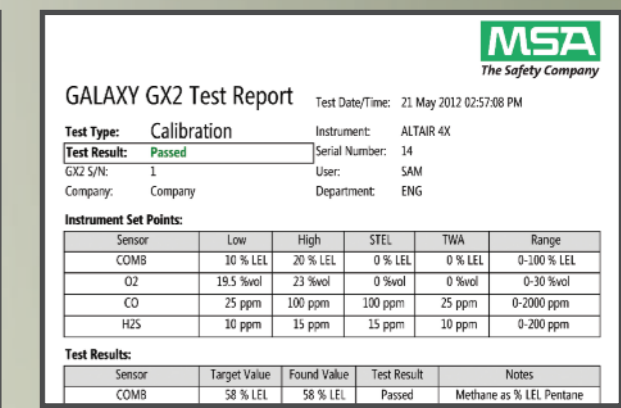 MSA
The Safety Company
GALAXY GX2 Test Report
Test Date/Time: 21 May 2012 02:57:08 PM
Test Type: Calibration
Instrument: ALTAIR 4X
Test Result: Passed
Serial Number: 14
GX2 S/N: 1
User: SAM
Company: Company
Department: ENG
Instrument Set Points:
Sensor Low High STEL TWA Range
COMB 10 % LEL 20 % LEL 0 % LEL 0 % LEL 0-100 % LEL
O2 19.5 %vol 23 %vol 0 %vol 0 %vol 0-30 %vol
CO 25 ppm 100 ppm 100 ppm 25 ppm 0-2000 ppm
H2S 10 ppm 15 ppm 15 ppm 10 ppm 0-200 ppm
Test Results:
Sensor Target Value Found Value Test Result Notes
COMB 58 % LEL 58 % LEL Passed Methane as % LEL Pentane